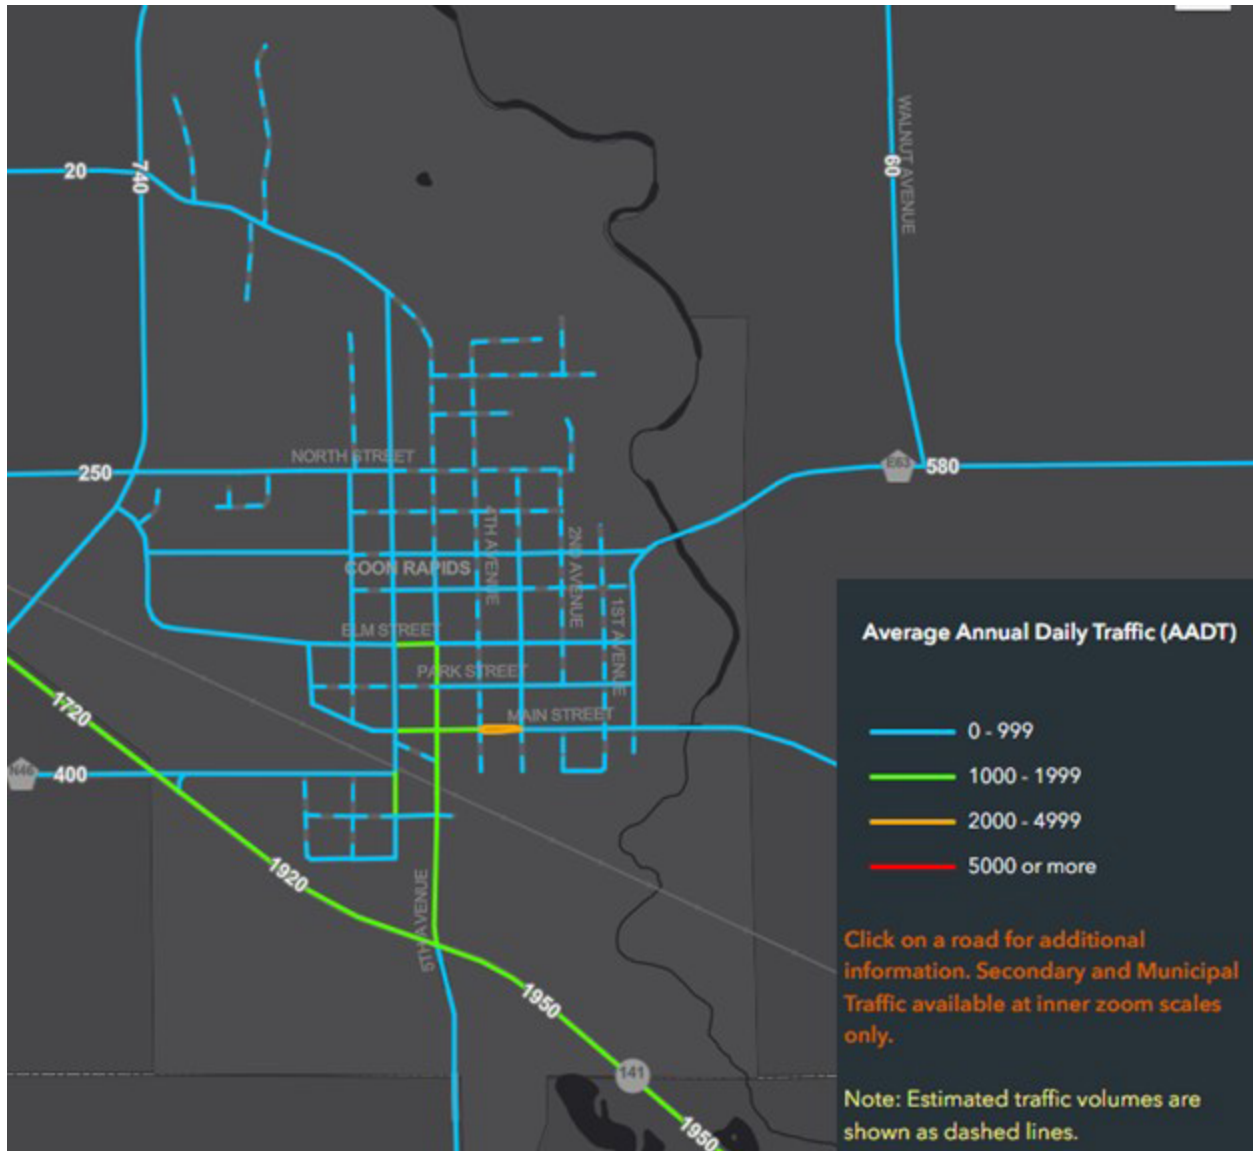 WALNUT AVENUE
60
20
740
NORTH STREET
250
E63
580
4TH AVENUE
2ND AVENUE
COON RAPIDS
1ST AVENUE
ELM STREET
PARK STREET
MAIN STREET
1720
N46
400
1920
5TH AVENUE
1950
141
1950
Average Annual Daily Traffic (AADT)
0 - 999
1000 - 1999
2000 - 4999
5000 or more
Click on a road for additional
information. Secondary and Municipal
Traffic available at inner zoom scales
only.
Note: Estimated traffic volumes are
shown as dashed lines.